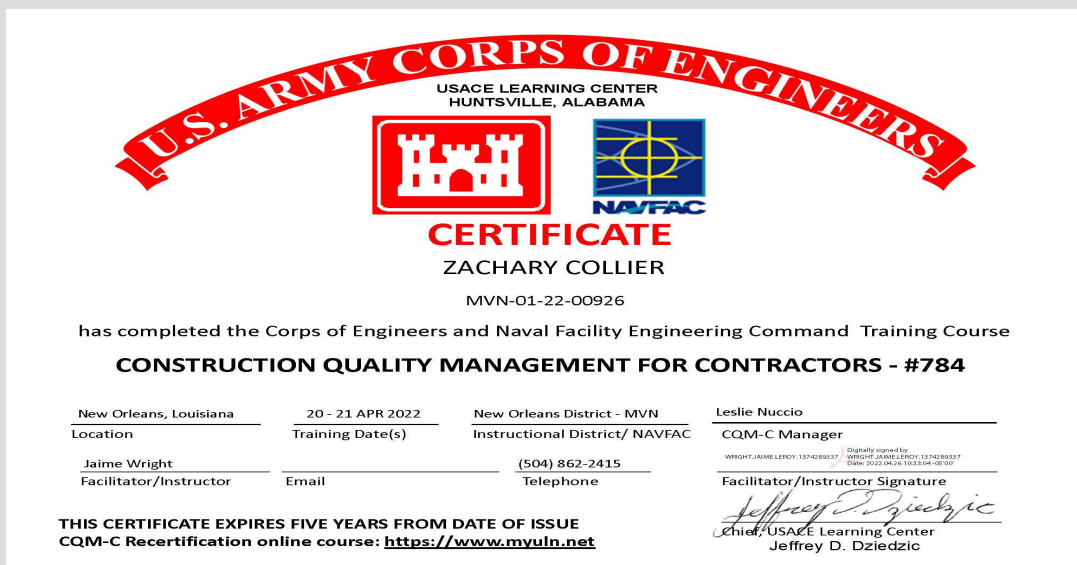 U.S. ARMY CORPS OF ENGINEERS
USACE LEARNING CENTER
HUNTSVILLE, ALABAMA
NAVFAC
CERTIFICATE
ZACHARY COLLIER
MVN-01-22-00926
has completed the Corps of Engineers and Naval Facility Engineering Command Training Course
CONSTRUCTION QUALITY MANAGEMENT FOR CONTRACTORS - #784
New Orleans, Louisiana 20 - 21 APR 2022 New Orleans District - MVN Leslie Nuccio
Location Training Date(s) Instructional District/ NAVFAC CQM-C Manager
Digitally signed by
WRIGHT.JAIME.LEROY.1374289337 WRIGHT.JAIME.LEROY.1374289337
Date: 2022.04.26 10:33:04 -05'00'
Jaime Wright (504) 862-2415
Facilitator/Instructor Email Telephone Facilitator/Instructor Signature
Jeffrey D. Dziedzic
THIS CERTIFICATE EXPIRES FIVE YEARS FROM DATE OF ISSUE
Chief, USACE Learning Center
CQM-C Recertification online course: https://www.myuln.net
Jeffrey D. Dziedzic